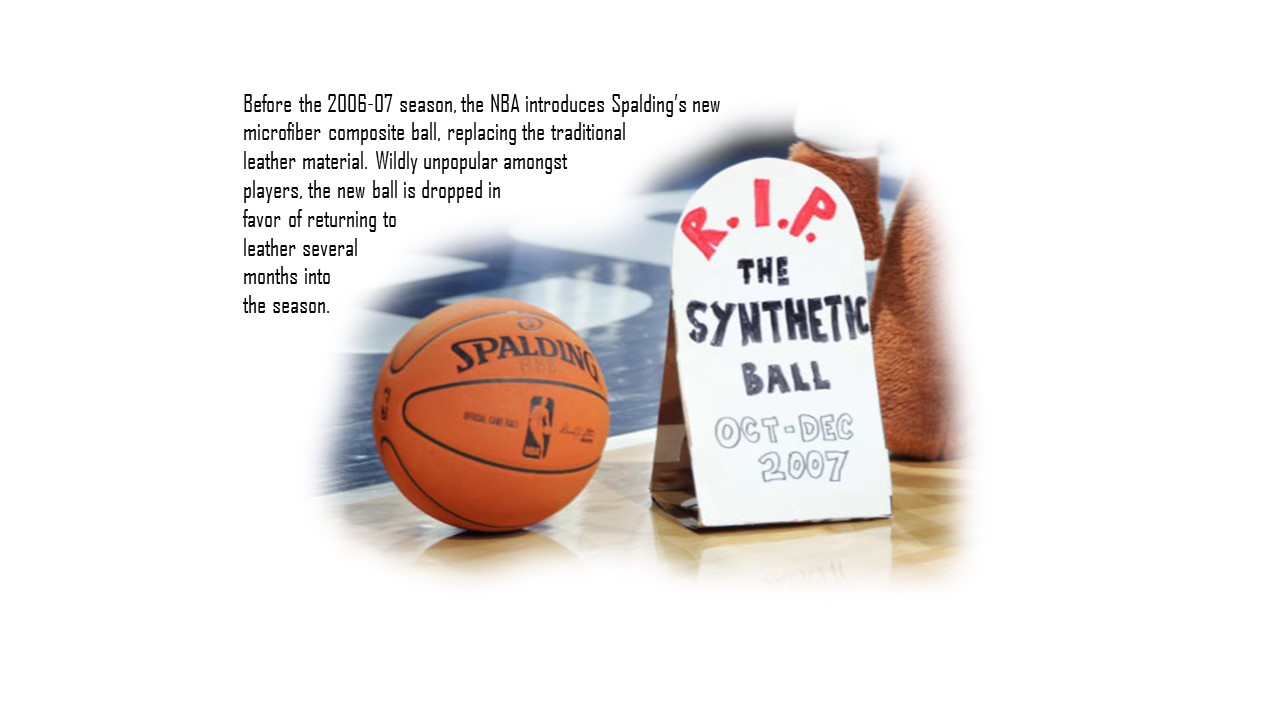 Before the 2006-07 season, the NBA introduces Spalding's new
microfiber composite ball, replacing the traditional
leather material. Wildly unpopular amongst
players, the new ball is dropped in
favor of returning to
leather several
months into
the season.
R.I.P.
THE
SYNTHETIC
BALL
OCT-DEC
2007
SPALDING
OFFICIAL GAME BALL
NBA